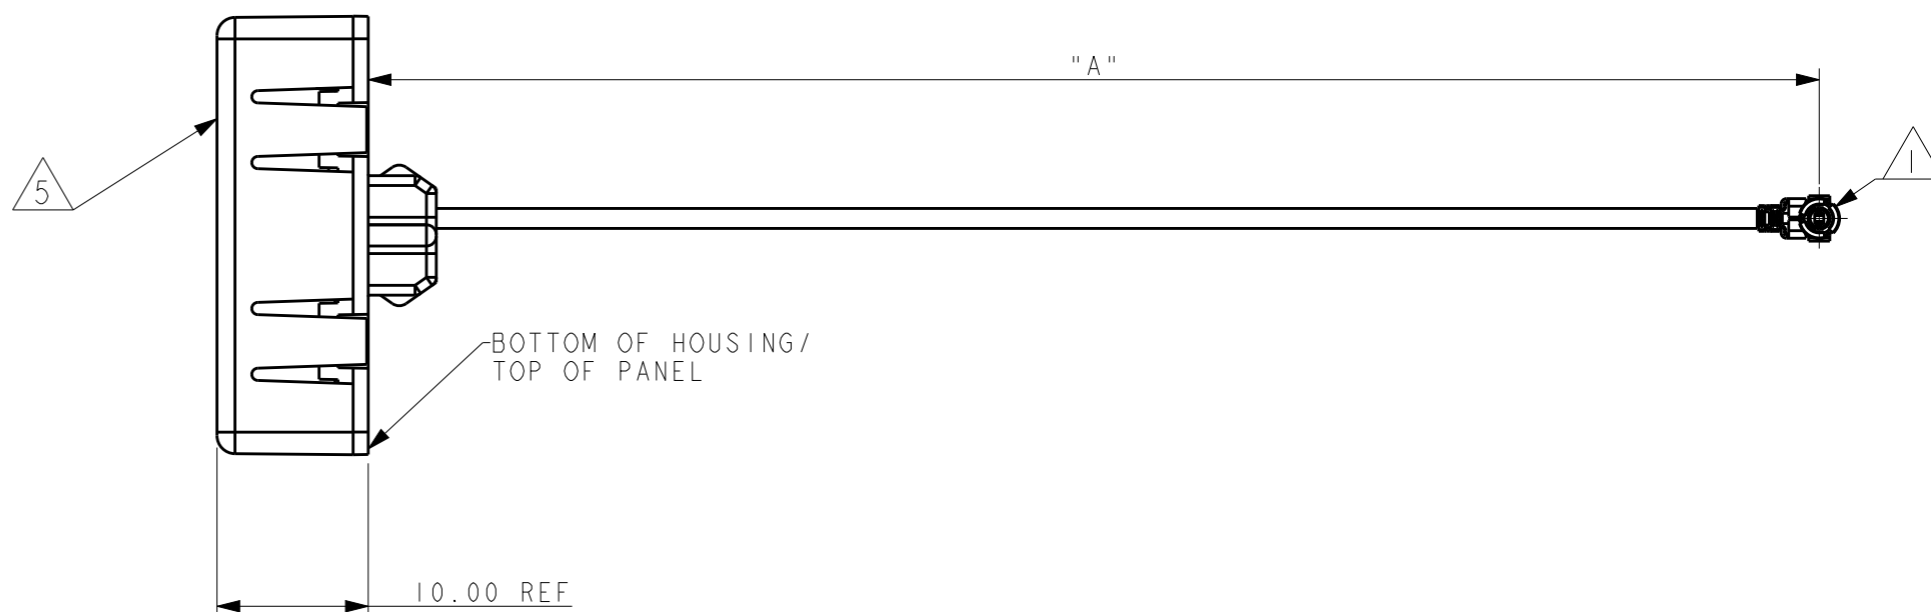 "A"
5
1
BOTTOM OF HOUSING/
TOP OF PANEL
10.00 REF